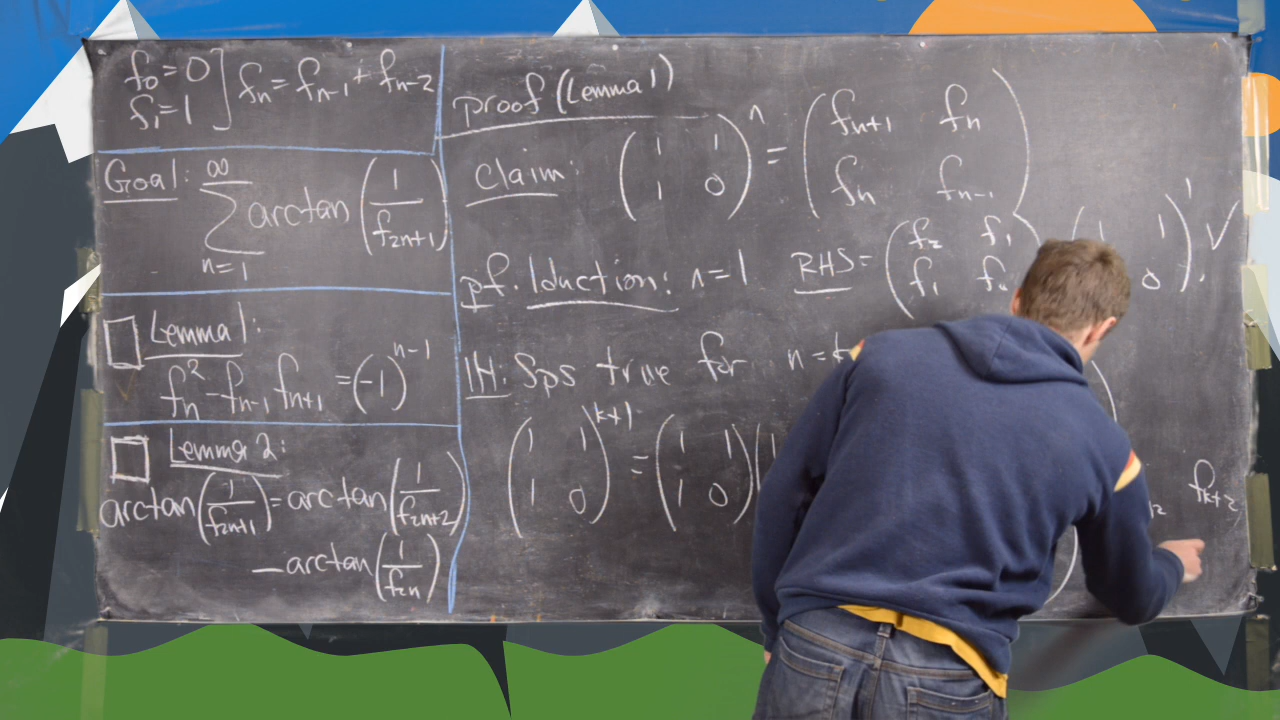 f₀=0
f₁=1 ] fₙ = fₙ₋₁ + fₙ₋₂
Goal: ∞
∑ arctan (1/f₂ₙ₊₁)
n=1
Lemma 1:
fₙ² - fₙ₋₁ fₙ₊₁ = (-1)ⁿ⁻¹
Lemma 2:
arctan (1/f₂ₙ₊₁) = arctan (1/f₂ₙ₊₂)
— arctan (1/f₂ₙ)
proof (Lemma 1)
Claim: (1 1
1 0)ⁿ = (fₙ₊₁ fₙ
fₙ fₙ₋₁)
pf. Iduction: n=1 RHS = (f₂ f₁
f₁ f₀ 1 0)¹. ✓
IH: Sps true for n=
(1 1
1 0)ᵏ⁺¹ = (1 1
1 0)(1
fₖ₊₂